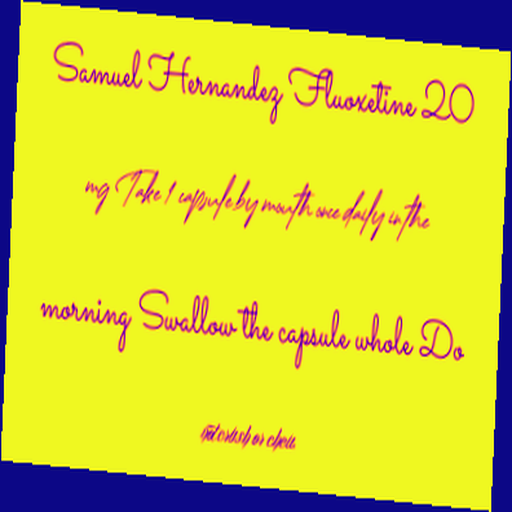 Samuel Hernandez Fluoxetine 20
mg Take 1 capsule by mouth once daily in the
morning Swallow the capsule whole Do
not crush or chew